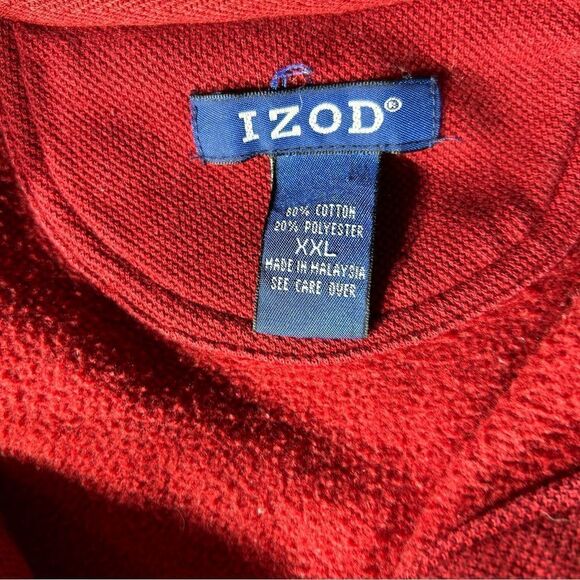 IZOD®
80% COTTON
20% POLYESTER
XXL
MADE IN MALAYSIA
SEE CARE OVER